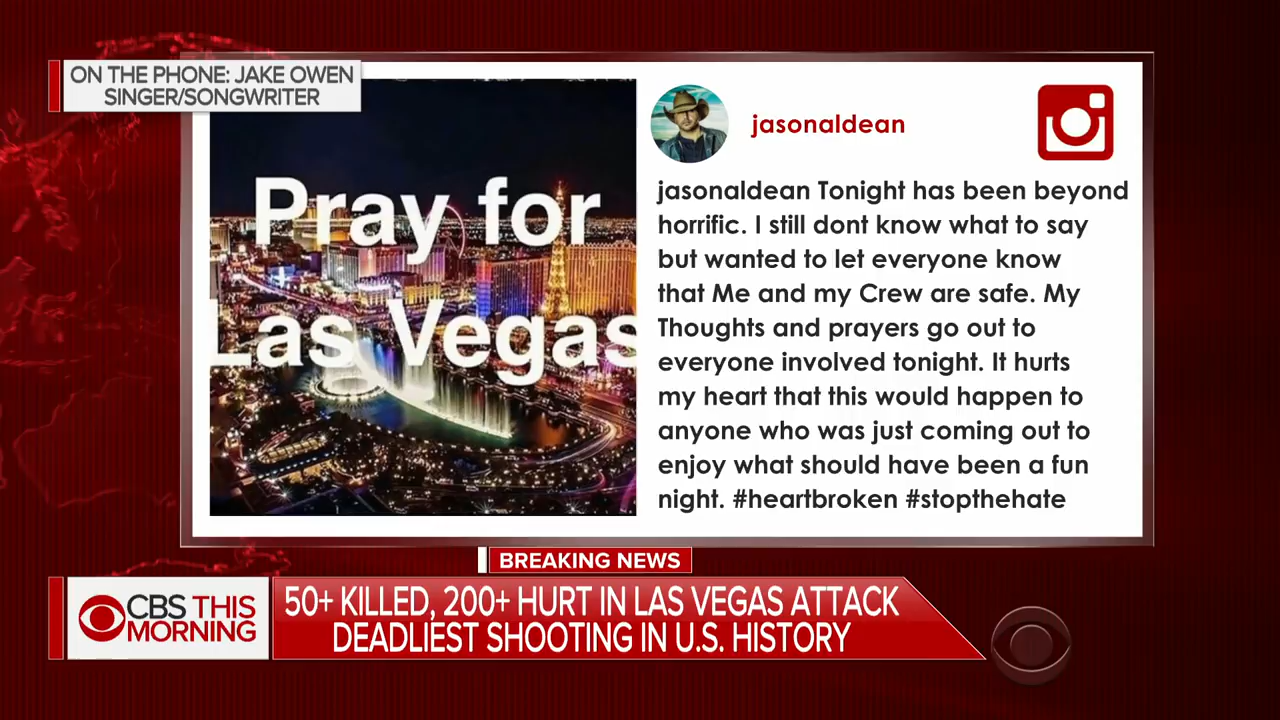 ON THE PHONE: JAKE OWEN
SINGER/SONGWRITER
Pray for
Las Vegas
jasonaldean
jasonaldean Tonight has been beyond
horrific. I still dont know what to say
but wanted to let everyone know
that Me and my Crew are safe. My
Thoughts and prayers go out to
everyone involved tonight. It hurts
my heart that this would happen to
anyone who was just coming out to
enjoy what should have been a fun
night. #heartbroken #stopthehate
BREAKING NEWS
CBS THIS
MORNING
50+ KILLED, 200+ HURT IN LAS VEGAS ATTACK
DEADLIEST SHOOTING IN U.S. HISTORY